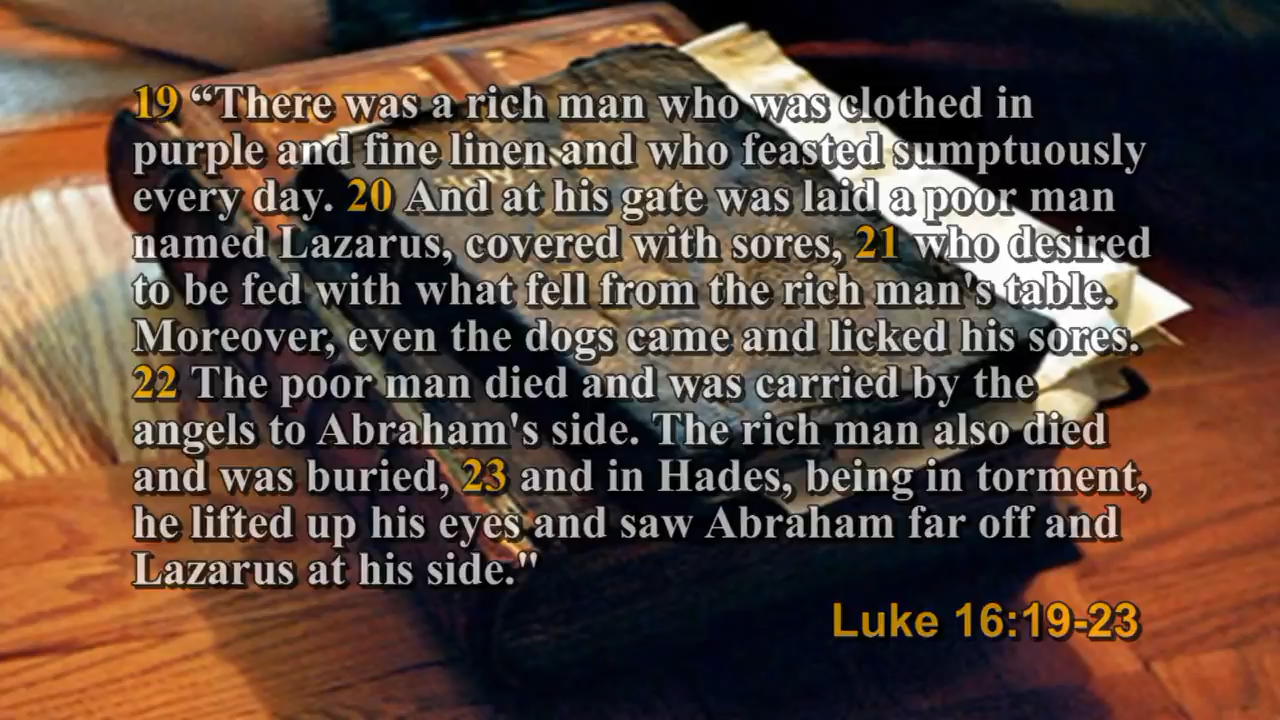 19 “There was a rich man who was clothed in
purple and fine linen and who feasted sumptuously
every day. 20 And at his gate was laid a poor man
named Lazarus, covered with sores, 21 who desired
to be fed with what fell from the rich man's table.
Moreover, even the dogs came and licked his sores.
22 The poor man died and was carried by the
angels to Abraham's side. The rich man also died
and was buried, 23 and in Hades, being in torment,
he lifted up his eyes and saw Abraham far off and
Lazarus at his side."
Luke 16:19-23